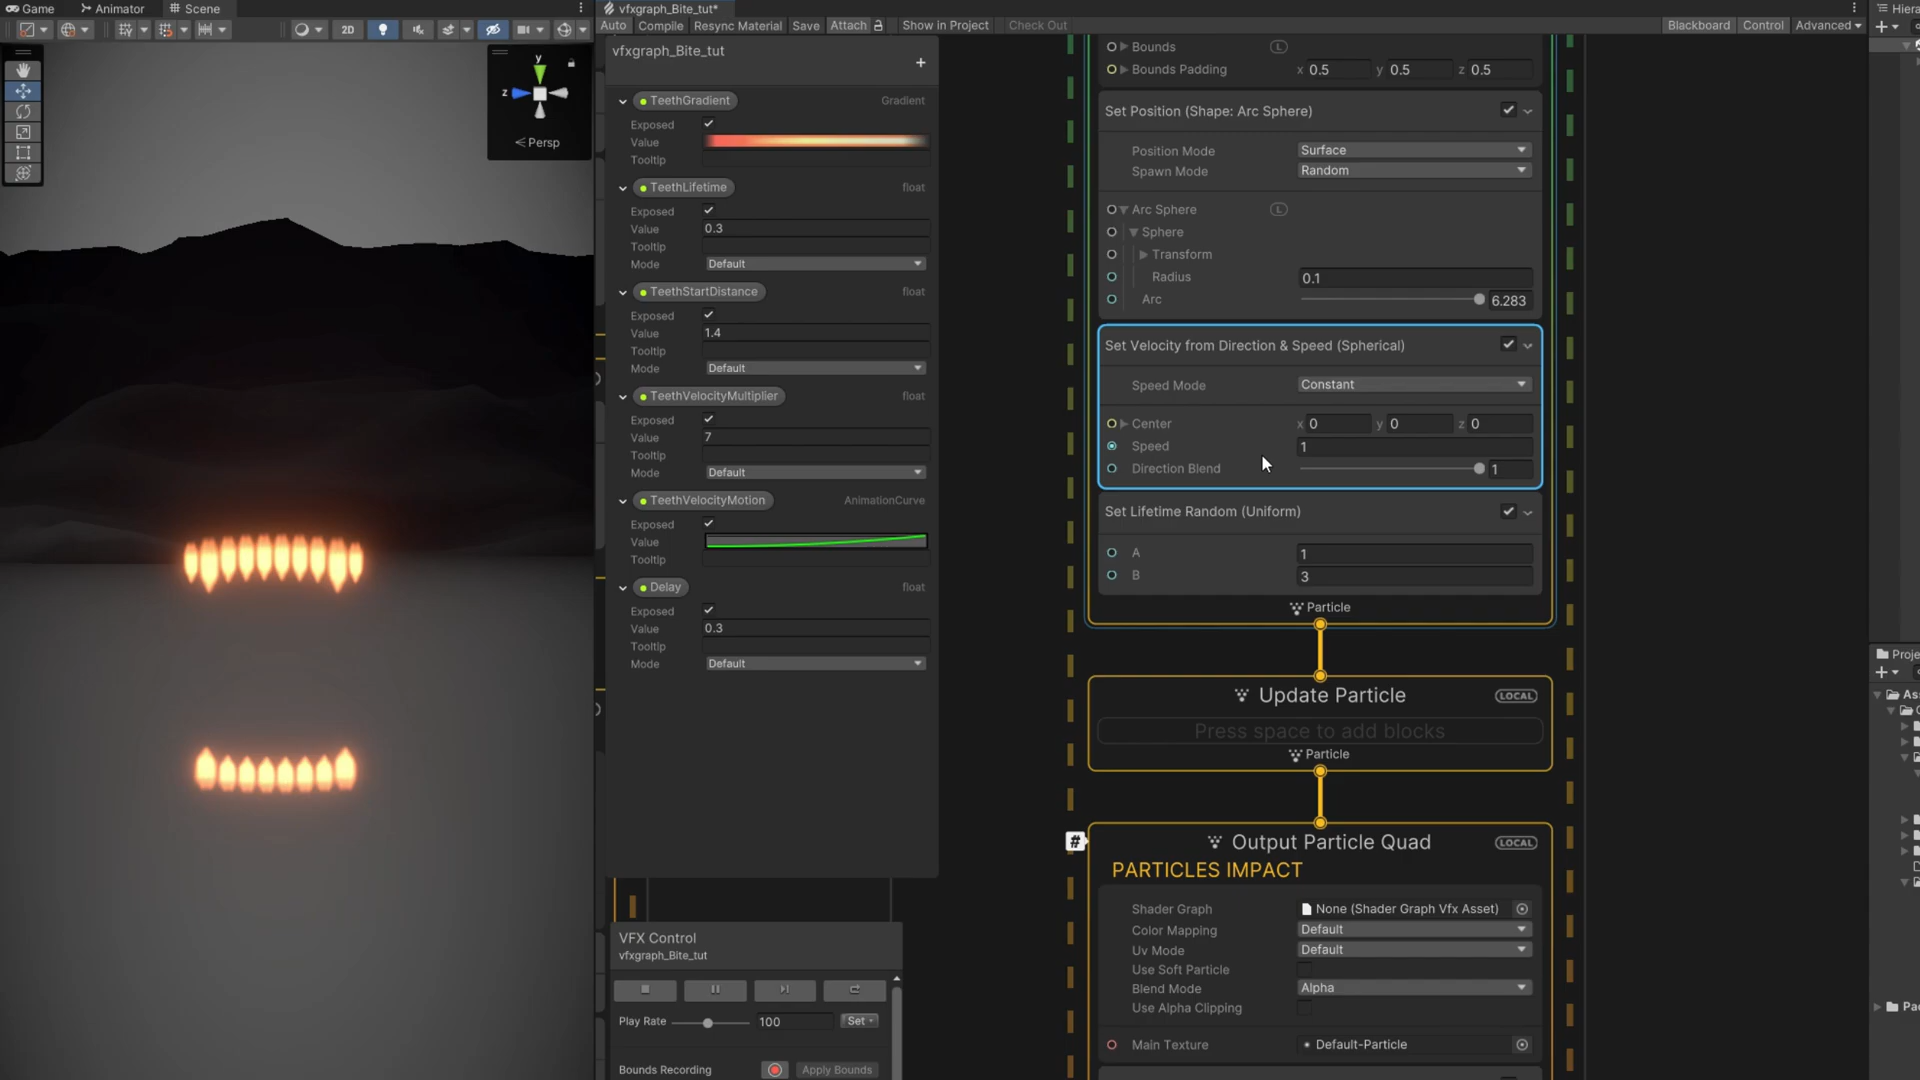 Game
Animator
Scene
2D
y
z
< Persp
vfxgraph_Bite_tut*
Auto
Compile
Resync Material
Save
Attach
Show in Project
Check Out
Blackboard
Control
Advanced
vfxgraph_Bite_tut
+
TeethGradient
Gradient
Exposed
Value
Tooltip
TeethLifetime
float
Exposed
Value
0.3
Tooltip
Mode
Default
TeethStartDistance
float
Exposed
Value
1.4
Tooltip
Mode
Default
TeethVelocityMultiplier
float
Exposed
Value
7
Tooltip
Mode
Default
TeethVelocityMotion
AnimationCurve
Exposed
Value
Tooltip
Delay
float
Exposed
Value
0.3
Tooltip
Mode
Default
VFX Control
vfxgraph_Bite_tut
Play Rate
100
Set
Bounds Recording
Apply Bounds
Bounds
L
Bounds Padding
x 0.5
y 0.5
z 0.5
Set Position (Shape: Arc Sphere)
Position Mode
Surface
Spawn Mode
Random
Arc Sphere
L
Sphere
Transform
Radius
0.1
Arc
6.283
Set Velocity from Direction & Speed (Spherical)
Speed Mode
Constant
Center
x 0
y 0
z 0
Speed
1
Direction Blend
1
Set Lifetime Random (Uniform)
A
1
B
3
Particle
Update Particle
LOCAL
Press space to add blocks
Particle
#
Output Particle Quad
LOCAL
PARTICLES IMPACT
Shader Graph
None (Shader Graph Vfx Asset)
Color Mapping
Default
Uv Mode
Default
Use Soft Particle
Blend Mode
Alpha
Use Alpha Clipping
Main Texture
Default-Particle
Hiera
+
Proje
+
As
Pac